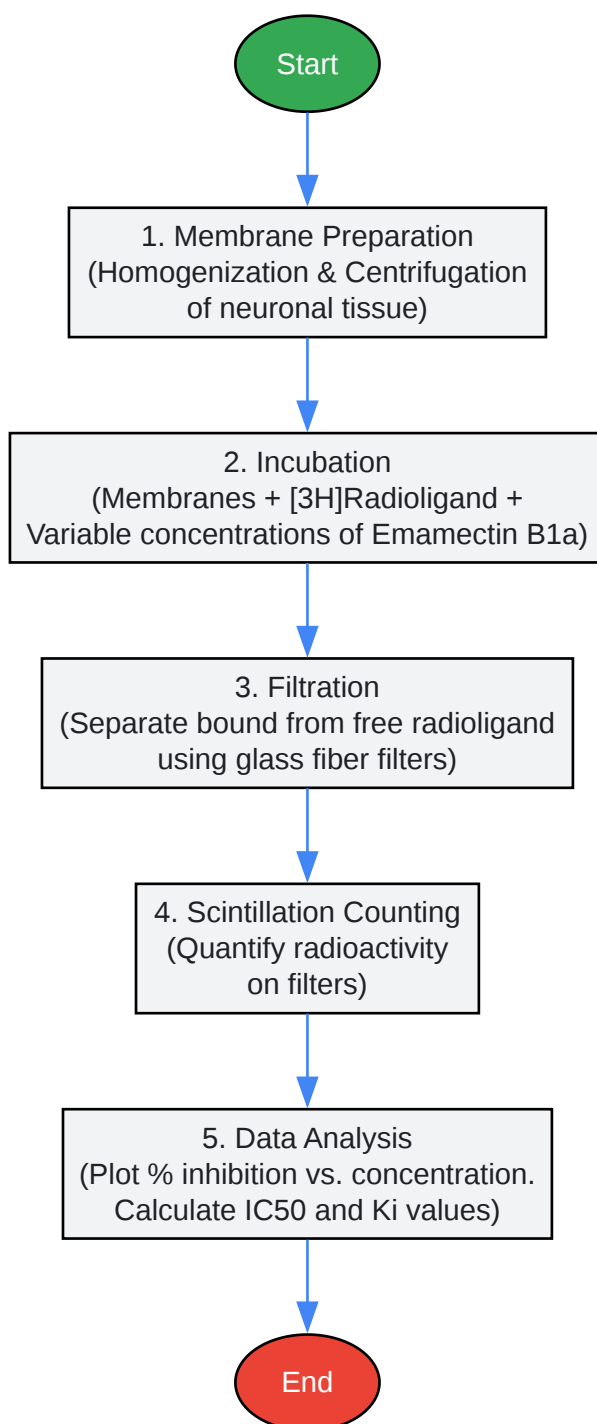 Start
1. Membrane Preparation
(Homogenization & Centrifugation
of neuronal tissue)
2. Incubation
(Membranes + [3H]Radioligand +
Variable concentrations of Emamectin B1a)
3. Filtration
(Separate bound from free radioligand
using glass fiber filters)
4. Scintillation Counting
(Quantify radioactivity
on filters)
5. Data Analysis
(Plot % inhibition vs. concentration.
Calculate IC50 and Ki values)
End